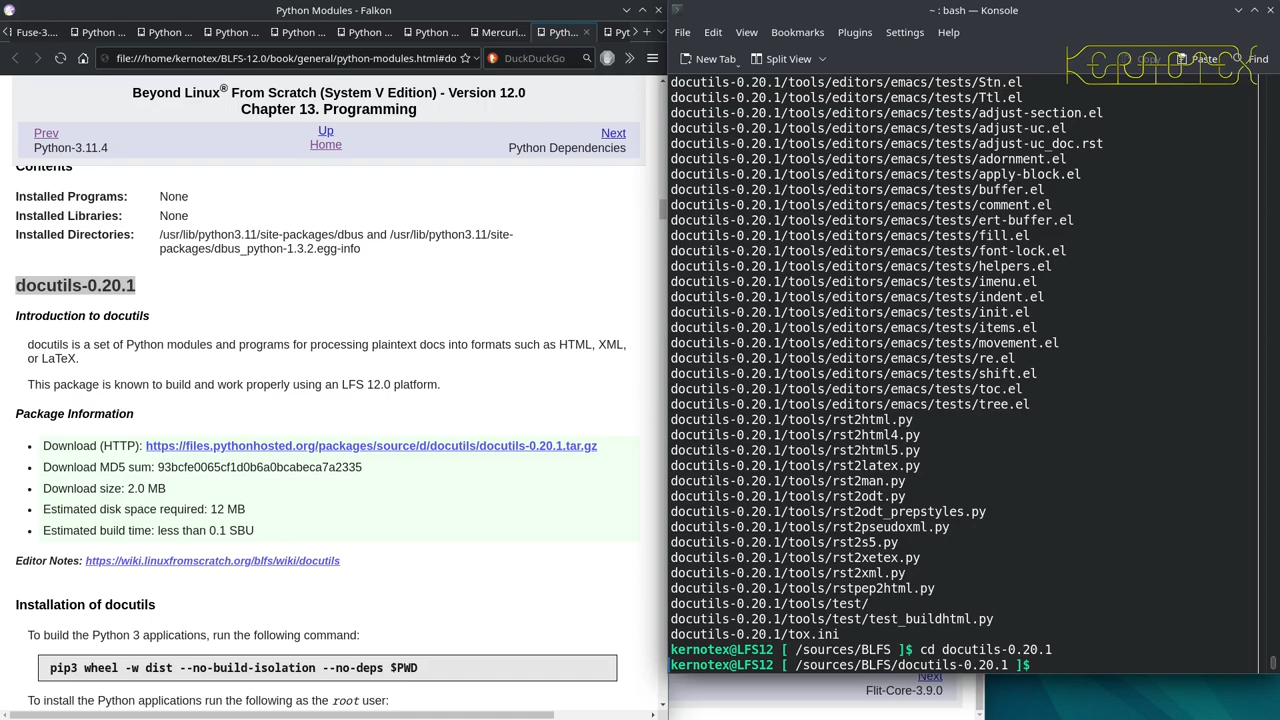 Python Modules - Falkon
Fuse-3....
Python ...
Python ...
Python ...
Python ...
Python ...
Python ...
Mercuri...
Pyth...
Pyt
file:///home/kernotex/BLFS-12.0/book/general/python-modules.html#do
DuckDuckGo
Beyond Linux® From Scratch (System V Edition) - Version 12.0
Chapter 13. Programming
Prev
Up
Next
Python-3.11.4
Home
Python Dependencies
Contents
Installed Programs: None
Installed Libraries: None
Installed Directories: /usr/lib/python3.11/site-packages/dbus and /usr/lib/python3.11/site-
packages/dbus_python-1.3.2.egg-info
docutils-0.20.1
Introduction to docutils
docutils is a set of Python modules and programs for processing plaintext docs into formats such as HTML, XML,
or LaTeX.
This package is known to build and work properly using an LFS 12.0 platform.
Package Information
• Download (HTTP): https://files.pythonhosted.org/packages/source/d/docutils/docutils-0.20.1.tar.gz
• Download MD5 sum: 93bcfe0065cf1d0b6a0bcabeca7a2335
• Download size: 2.0 MB
• Estimated disk space required: 12 MB
• Estimated build time: less than 0.1 SBU
Editor Notes: https://wiki.linuxfromscratch.org/blfs/wiki/docutils
Installation of docutils
To build the Python 3 applications, run the following command:
pip3 wheel -w dist --no-build-isolation --no-deps $PWD
To install the Python applications run the following as the root user:
~ : bash — Konsole
File Edit View Bookmarks Plugins Settings Help
New Tab Split View Copy Paste Find
KERNOTEX
docutils-0.20.1/tools/editors/emacs/tests/Stn.el
docutils-0.20.1/tools/editors/emacs/tests/Ttl.el
docutils-0.20.1/tools/editors/emacs/tests/adjust-section.el
docutils-0.20.1/tools/editors/emacs/tests/adjust-uc.el
docutils-0.20.1/tools/editors/emacs/tests/adjust-uc_doc.rst
docutils-0.20.1/tools/editors/emacs/tests/adornment.el
docutils-0.20.1/tools/editors/emacs/tests/apply-block.el
docutils-0.20.1/tools/editors/emacs/tests/buffer.el
docutils-0.20.1/tools/editors/emacs/tests/comment.el
docutils-0.20.1/tools/editors/emacs/tests/ert-buffer.el
docutils-0.20.1/tools/editors/emacs/tests/fill.el
docutils-0.20.1/tools/editors/emacs/tests/font-lock.el
docutils-0.20.1/tools/editors/emacs/tests/helpers.el
docutils-0.20.1/tools/editors/emacs/tests/imenu.el
docutils-0.20.1/tools/editors/emacs/tests/indent.el
docutils-0.20.1/tools/editors/emacs/tests/init.el
docutils-0.20.1/tools/editors/emacs/tests/items.el
docutils-0.20.1/tools/editors/emacs/tests/movement.el
docutils-0.20.1/tools/editors/emacs/tests/re.el
docutils-0.20.1/tools/editors/emacs/tests/shift.el
docutils-0.20.1/tools/editors/emacs/tests/toc.el
docutils-0.20.1/tools/editors/emacs/tests/tree.el
docutils-0.20.1/tools/rst2html.py
docutils-0.20.1/tools/rst2html4.py
docutils-0.20.1/tools/rst2html5.py
docutils-0.20.1/tools/rst2latex.py
docutils-0.20.1/tools/rst2man.py
docutils-0.20.1/tools/rst2odt.py
docutils-0.20.1/tools/rst2odt_prepstyles.py
docutils-0.20.1/tools/rst2pseudoxml.py
docutils-0.20.1/tools/rst2s5.py
docutils-0.20.1/tools/rst2xetex.py
docutils-0.20.1/tools/rst2xml.py
docutils-0.20.1/tools/rstpep2html.py
docutils-0.20.1/tools/test/
docutils-0.20.1/tools/test/test_buildhtml.py
docutils-0.20.1/tox.ini
kernotex@LFS12 [ /sources/BLFS ]$ cd docutils-0.20.1
kernotex@LFS12 [ /sources/BLFS/docutils-0.20.1 ]$
Next
Flit-Core-3.9.0